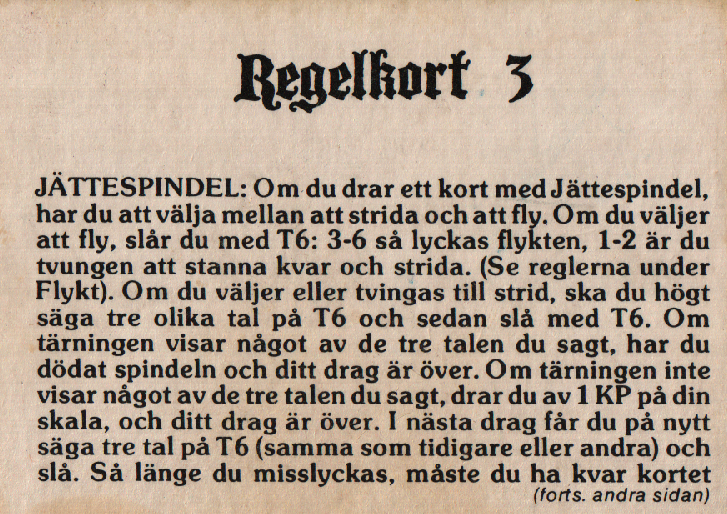 Regelkort 3
JÄTTESPINDEL: Om du drar ett kort med Jättespindel,
har du att välja mellan att strida och att fly. Om du väljer
att fly, slår du med T6: 3-6 så lyckas flykten, 1-2 är du
tvungen att stanna kvar och strida. (Se reglerna under
Flykt). Om du väljer eller tvingas till strid, ska du högt
säga tre olika tal på T6 och sedan slå med T6. Om
tärningen visar något av de tre talen du sagt, har du
dödat spindeln och ditt drag är över. Om tärningen inte
visar något av de tre talen du sagt, drar du av 1 KP på din
skala, och ditt drag är över. I nästa drag får du på nytt
säga tre tal på T6 (samma som tidigare eller andra) och
slå. Så länge du misslyckas, måste du ha kvar kortet
(forts. andra sidan)